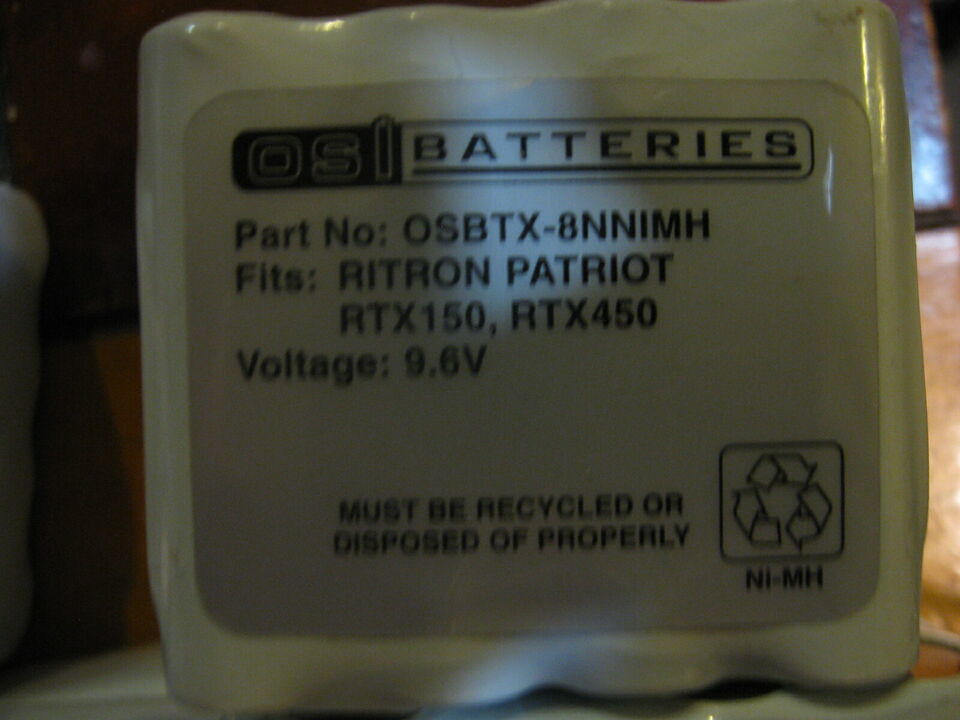 OSI BATTERIES
Part No: OSBTX-8NNIMH
Fits: RITRON PATRIOT
RTX150, RTX450
Voltage: 9.6V
MUST BE RECYCLED OR
DISPOSED OF PROPERLY
Ni-MH